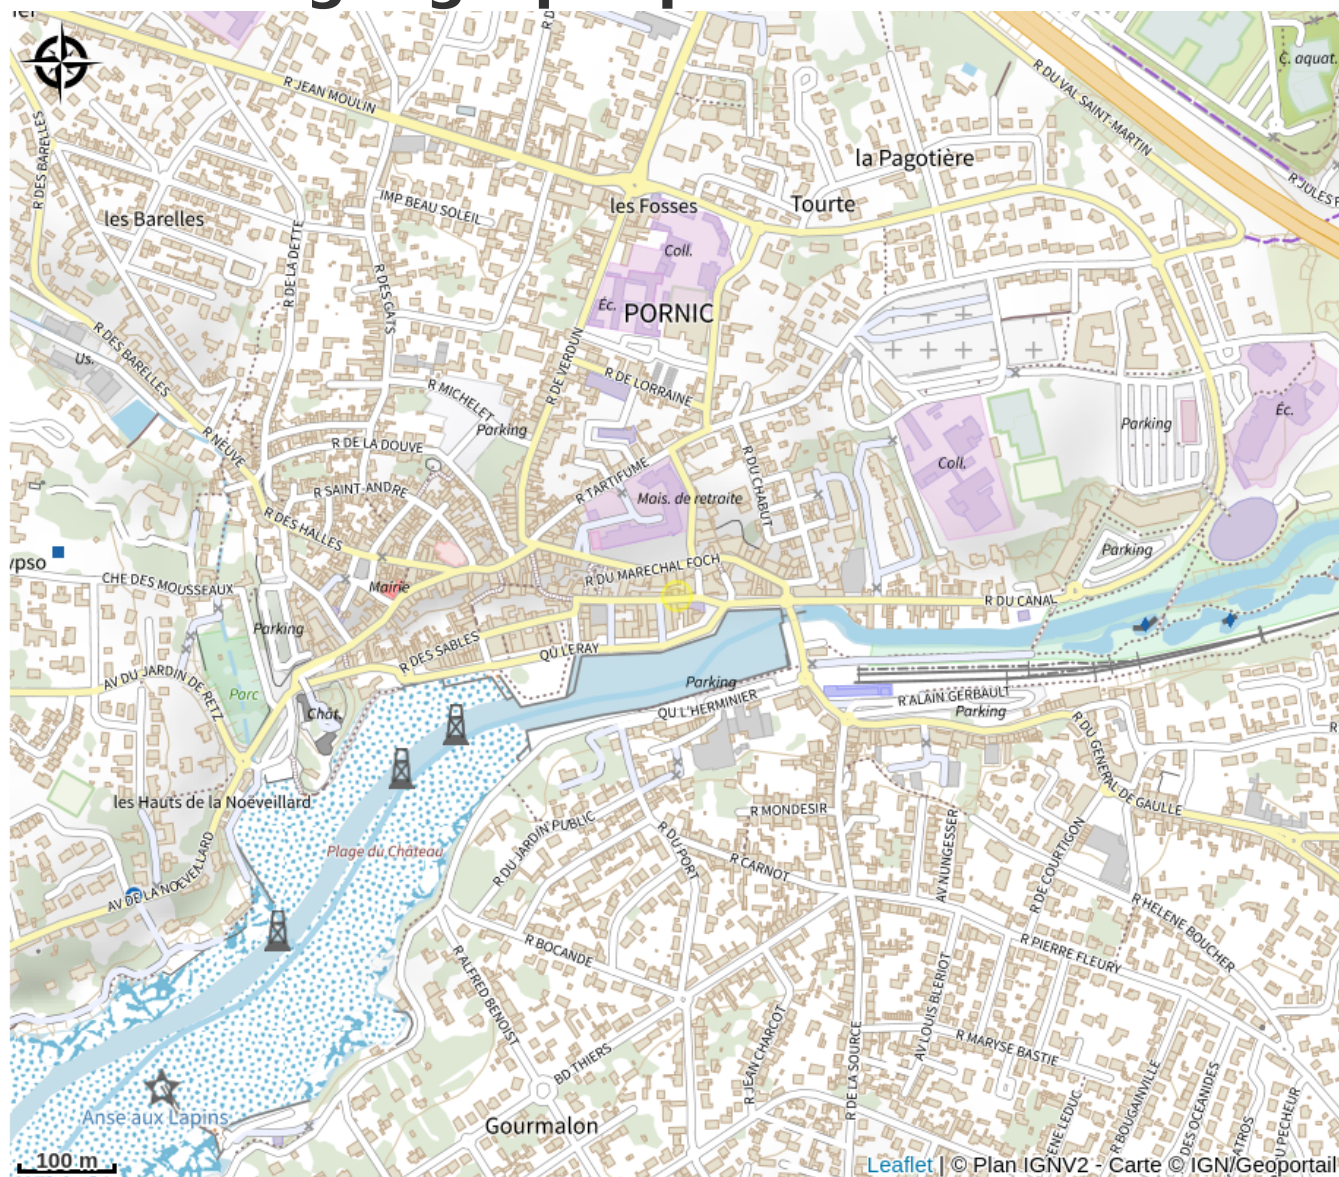 R JEAN MOULIN
R DU VAL SAINT-MARTIN
C. aquat.
R DES BARELLES
la Pagotière
IMP BEAU SOLEIL
les Fosses
Tourte
les Barelles
R DE LA DETTE
Coll.
R DES GATS
Éc.
PORNIC
R DES BARELLES
Us.
R DE VERDUN
R DE LORRAINE
R MICHELET
Parking
Parking
Éc.
R NEUVE
R DE LA DOUVE
R TARTIFUME
R DU CHABUT
Coll.
R SAINT-ANDRE
Mais. de retraite
R DES HALLES
Parking
CHE DES MOUSSEAUX
Mairie
R DU MARECHAL FOCH
R DU CANAL
Parking
R DES SABLES
QU LERAY
AV DU JARDIN DE RETZ
Parc
Parking
QU L'HERMINIER
R ALAIN GERBAULT
Parking
Chât.
R DU GENERAL DE GAULLE
les Hauts de la Noëveillard
R MONDESIR
Plage du Château
R DU JARDIN PUBLIC
R DU PORT
R CARNOT
AV NUNGESSER
R DE COURTIGON
AV DE LA NOEVEILLARD
R HELENE BOUCHER
R BOCANDE
R PIERRE FLEURY
R ALFRED BENOIST
AV LOUIS BLERIOT
R JEAN CHARCOT
R DE LA SOURCE
R MARYSE BASTIE
BD THIERS
Anse aux Lapins
Gourmalon
R BOUGAINVILLE
DES OCEANIDES
100 m
Leaflet | © Plan IGNV2 - Carte © IGN/Geoportail